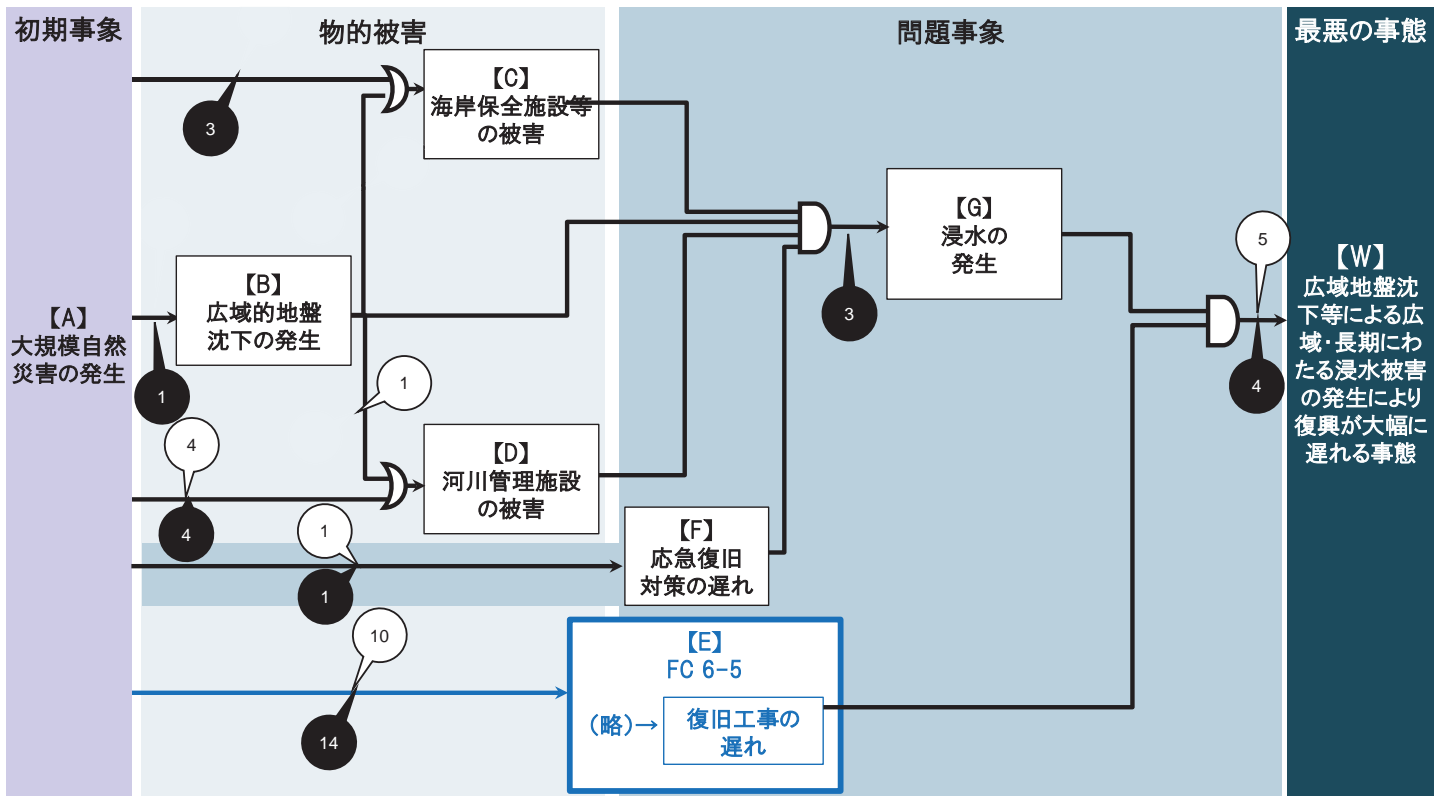 初期事象
物的被害
問題事象
最悪の事態
【A】
大規模自然
災害の発生
3
【C】
海岸保全施設等
の被害
【B】
広域的地盤
沈下の発生
1
1
4
4
【D】
河川管理施設
の被害
1
1
【F】
応急復旧
対策の遅れ
10
14
【E】
FC 6-5
(略)→
復旧工事の
遅れ
3
【G】
浸水の
発生
5
4
【W】
広域地盤沈
下等による広
域・長期にわ
たる浸水被害
の発生により
復興が大幅に
遅れる事態